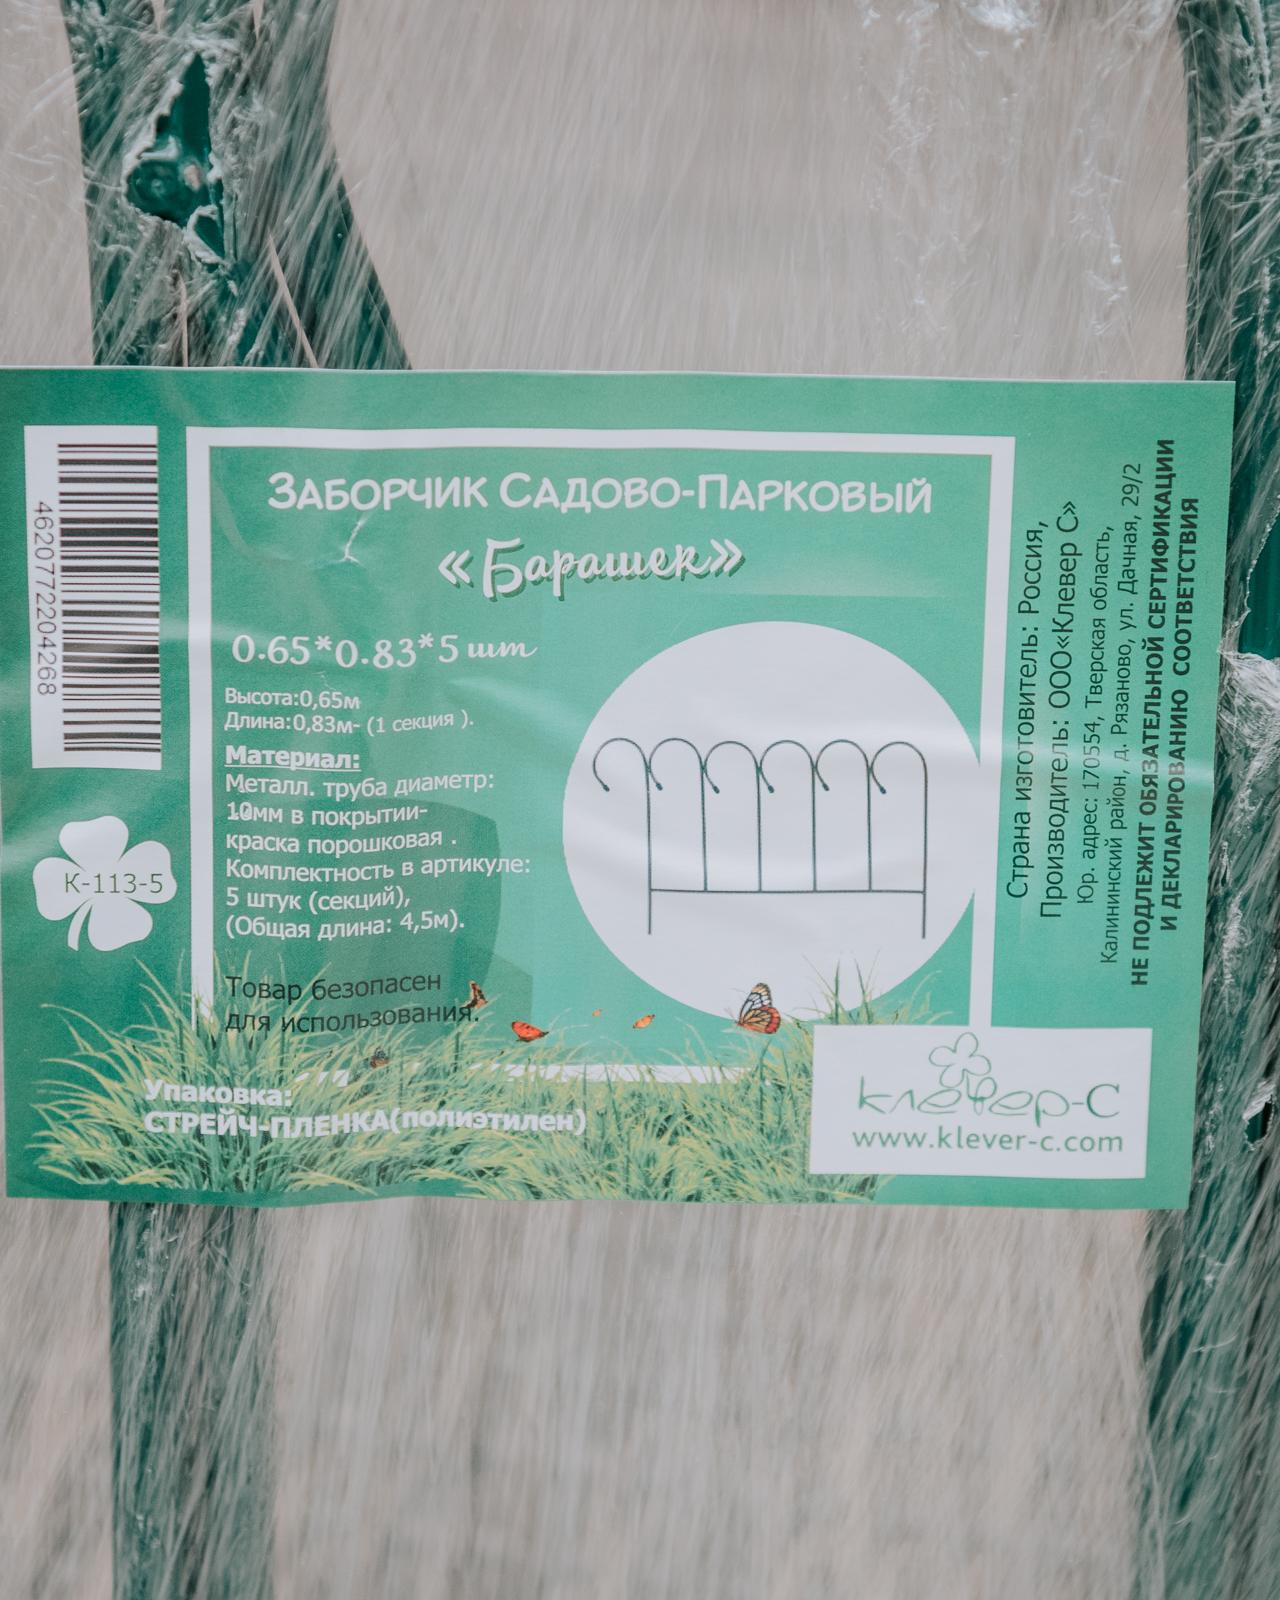 4620772204268
К-113-5
ЗАБОРЧИК САДОВО-ПАРКОВЫЙ
«Барашек»
0.65*0.83*5 шт
Высота:0,65м
Длина:0,83м- (1 секция ).
Материал:
Металл. труба диаметр:
10мм в покрытии-
краска порошковая .
Комплектность в артикуле:
5 штук (секций),
(Общая длина: 4,5м).
Товар безопасен
для использования.
Упаковка:
СТРЕЙЧ-ПЛЕНКА(полиэтилен)
Страна изготовитель: Россия,
Производитель: ООО«Клевер С»
Юр. адрес: 170554, Тверская область,
Калининский район, д. Рязаново, ул. Дачная, 29/2
НЕ ПОДЛЕЖИТ ОБЯЗАТЕЛЬНОЙ СЕРТИФИКАЦИИ
И ДЕКЛАРИРОВАНИЮ СООТВЕТСТВИЯ
клевер-С
www.klever-c.com